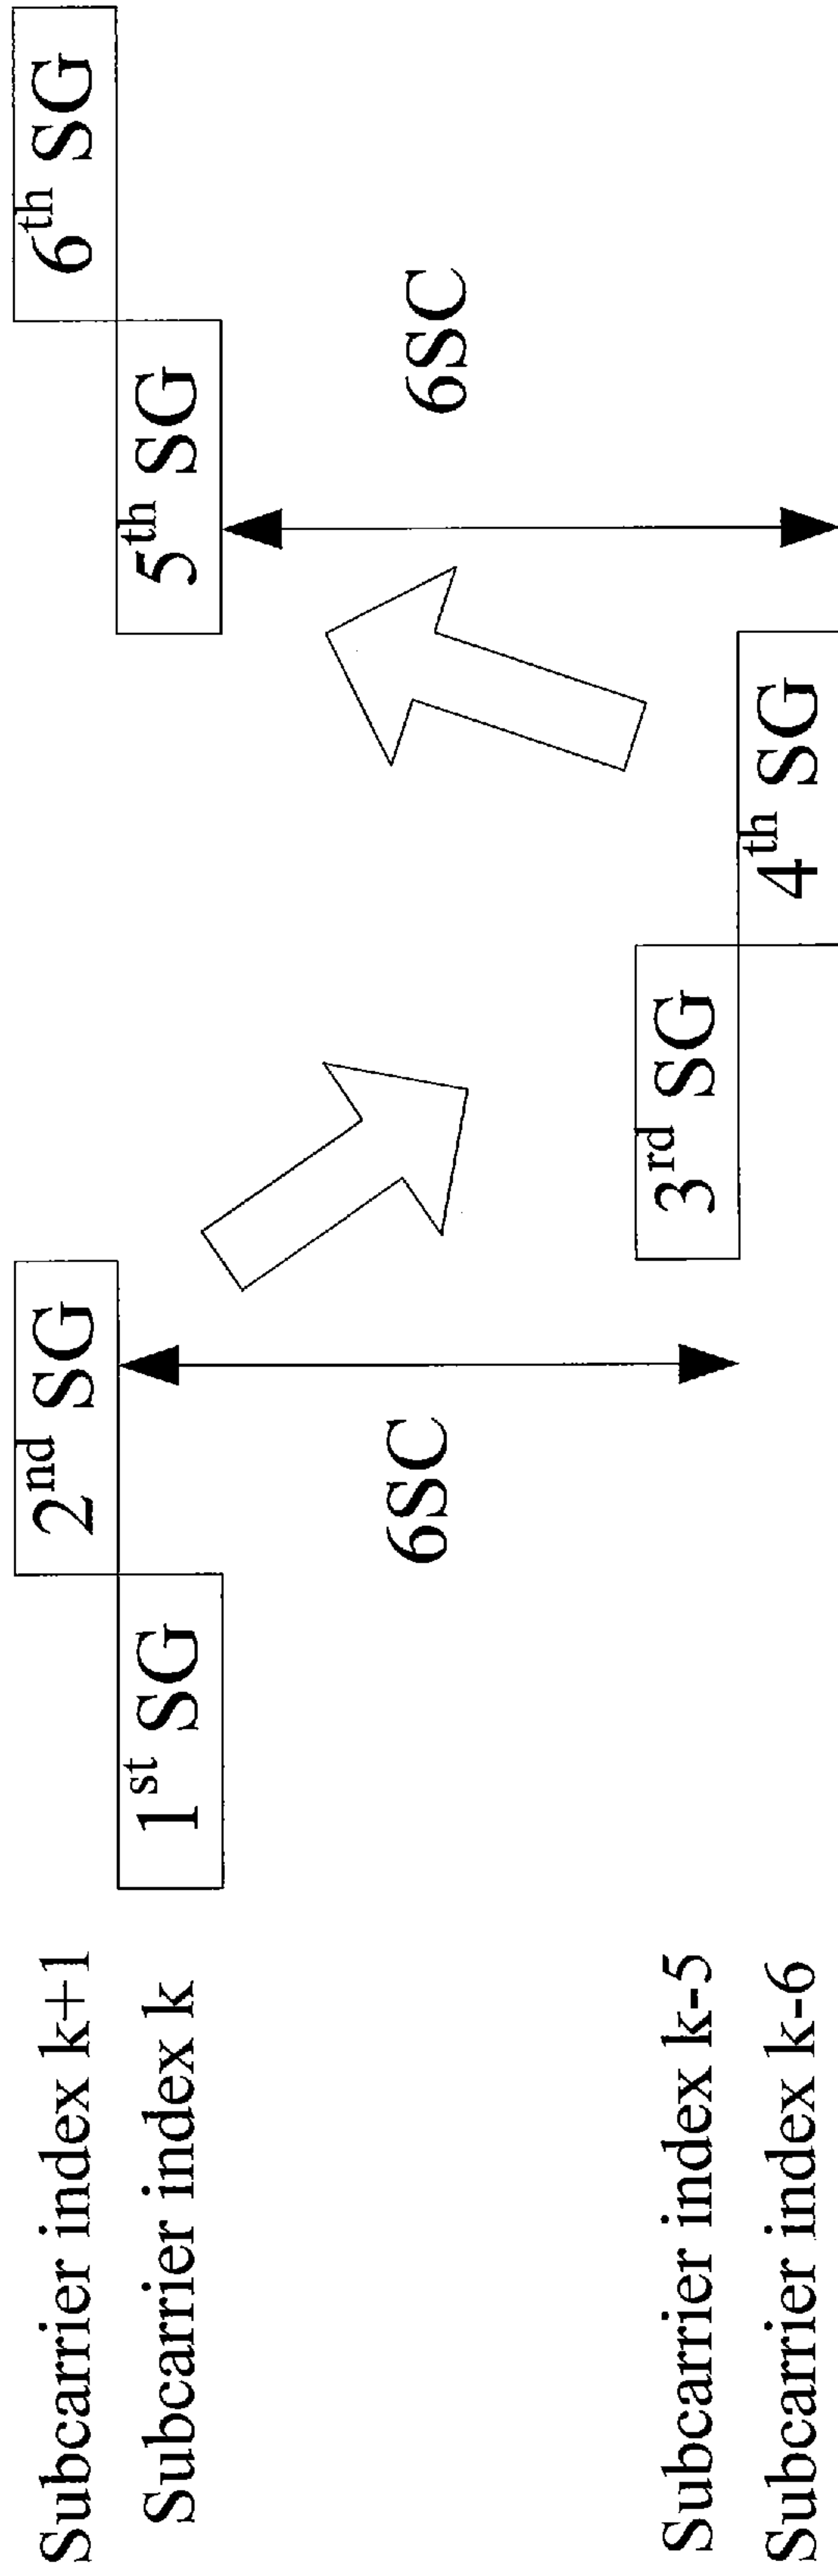 Subcarrier index k+1
Subcarrier index k
Subcarrier index k-5
Subcarrier index k-6
1st SG
2nd SG
6SC
3rd SG
4th SG
5th SG
6th SG
6SC